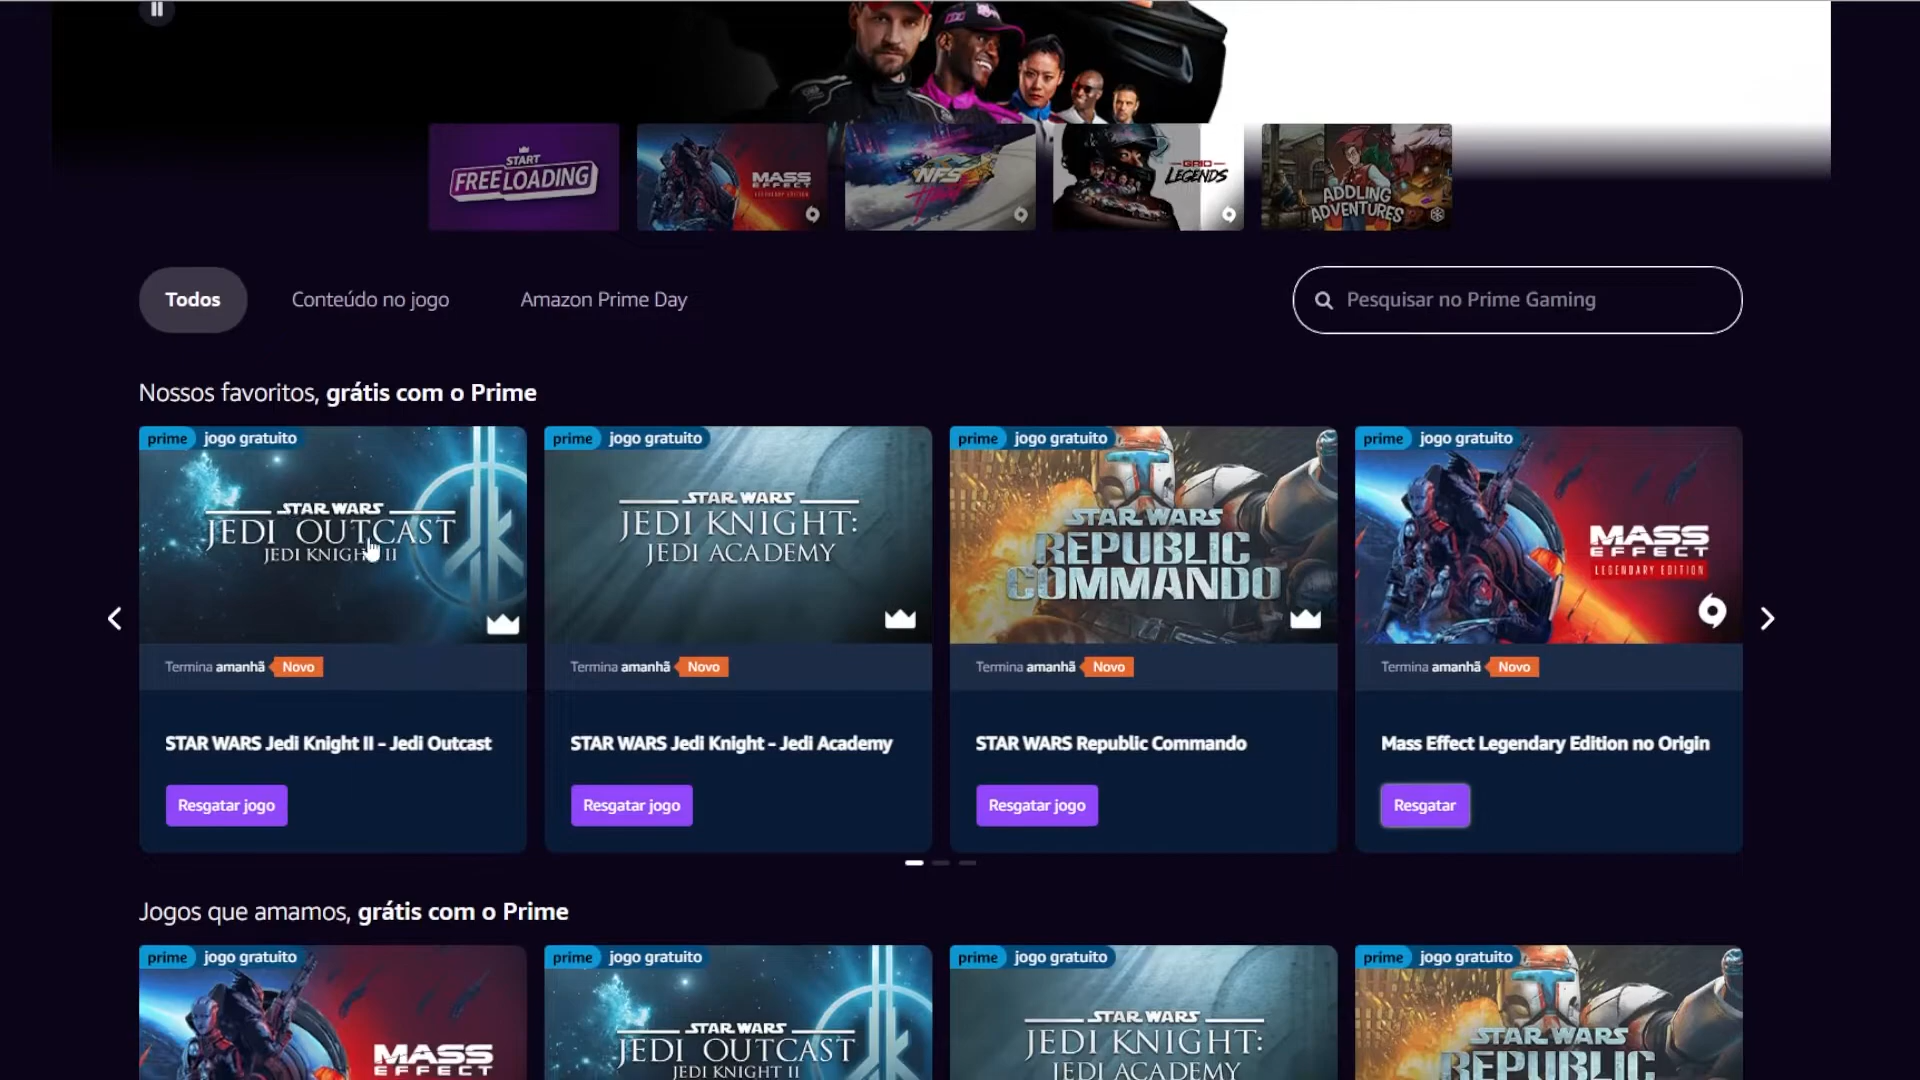 START
FREELOADING
MASS
EFFECT
LEGENDARY EDITION
NFS
Heat
GRID
LEGENDS
ADDLING
ADVENTURES
Todos
Conteúdo no jogo
Amazon Prime Day
Pesquisar no Prime Gaming
Nossos favoritos, grátis com o Prime
prime jogo gratuito
STAR WARS
JEDI OUTCAST
JEDI KNIGHT II
Termina amanhã Novo
STAR WARS Jedi Knight II - Jedi Outcast
Resgatar jogo
prime jogo gratuito
STAR WARS
JEDI KNIGHT:
JEDI ACADEMY
Termina amanhã Novo
STAR WARS Jedi Knight - Jedi Academy
Resgatar jogo
prime jogo gratuito
STAR WARS
REPUBLIC
COMMANDO
Termina amanhã Novo
STAR WARS Republic Commando
Resgatar jogo
prime jogo gratuito
MASS
EFFECT
LEGENDARY EDITION
Termina amanhã Novo
Mass Effect Legendary Edition no Origin
Resgatar
Jogos que amamos, grátis com o Prime
prime jogo gratuito
MASS
EFFECT
prime jogo gratuito
STAR WARS
JEDI OUTCAST
JEDI KNIGHT II
prime jogo gratuito
STAR WARS
JEDI KNIGHT:
JEDI ACADEMY
prime jogo gratuito
STAR WARS
REPUBLIC